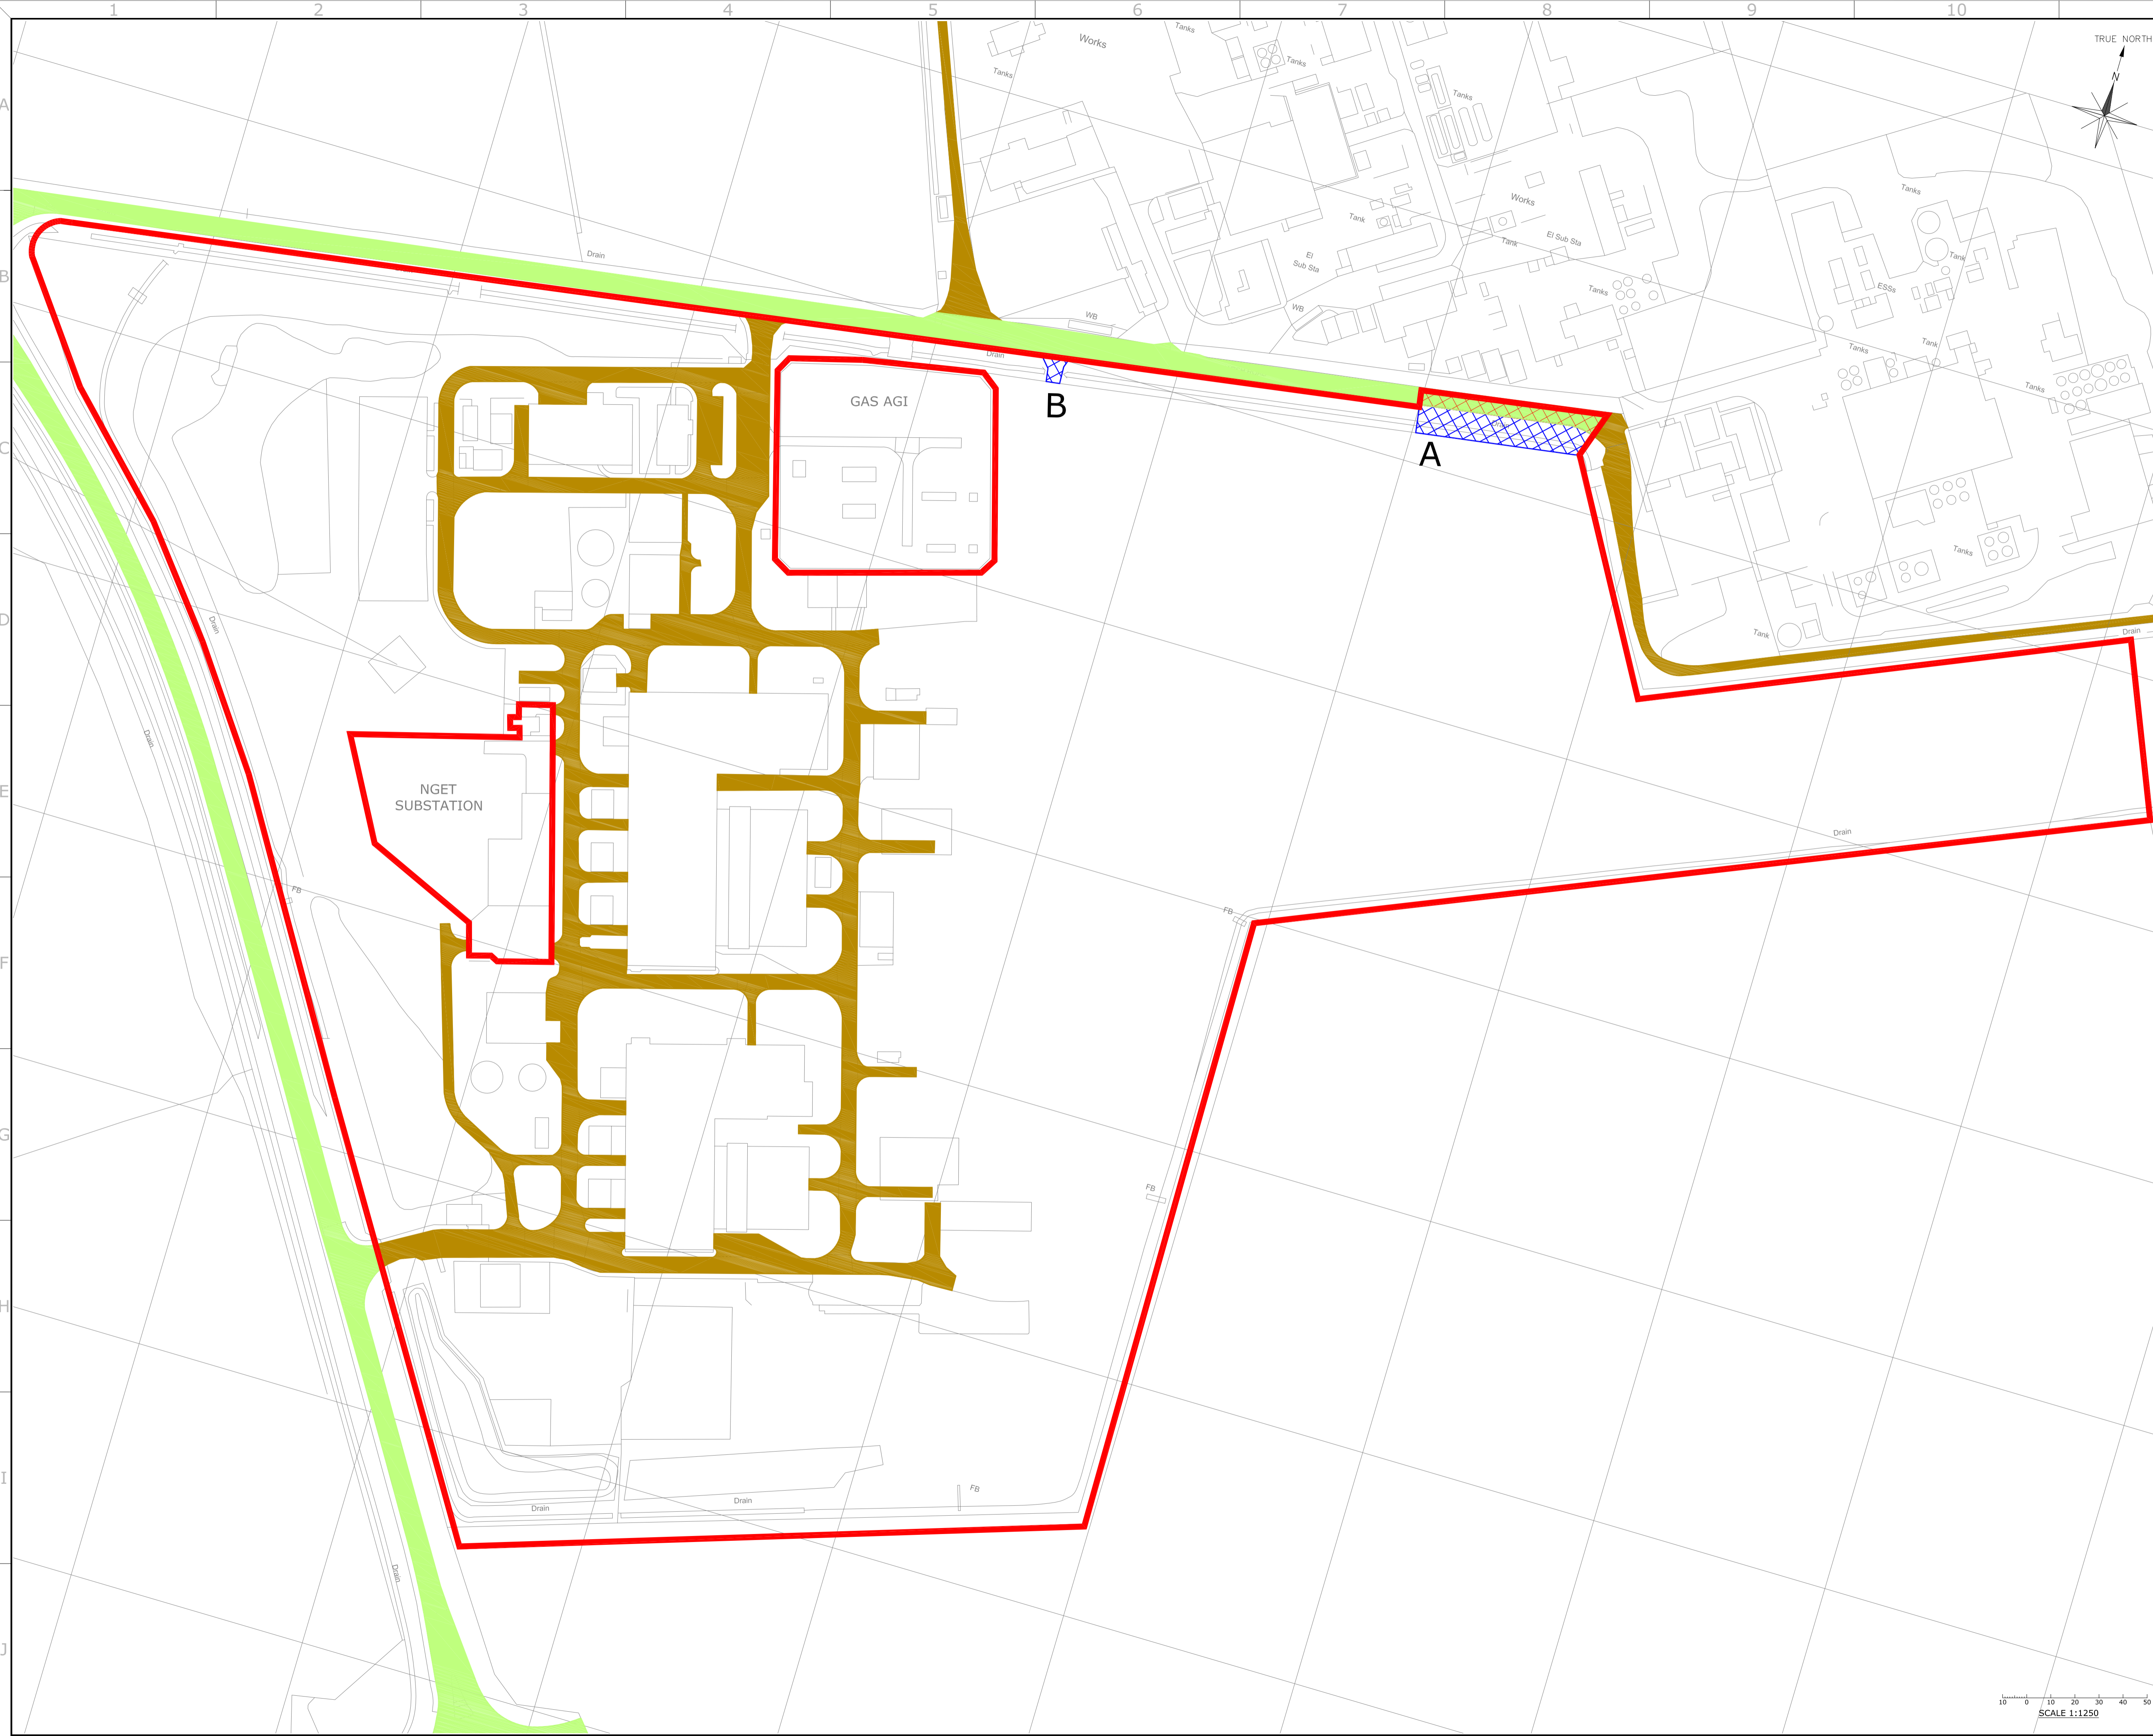 1 2 3 4 5 6 7 8 9 10
TRUE NORTH
N
A
B
C
D
E
F
G
H
I
J
Works
Tanks
Tanks
Tanks
Tanks
Works
Tanks
Tank
El Sub Sta
Tank
El
Sub Sta
Tank
ESSs
Tanks
Drain
WB
WB
Tank
Tanks
Drain
Tanks
B
GAS AGI
Drain
A
Tanks
Drain
Tank
Drain
Drain
NGET
SUBSTATION
Drain
FB
FB
FB
FB
Drain
Drain
Drain
10 0 10 20 30 40 50
SCALE 1:1250